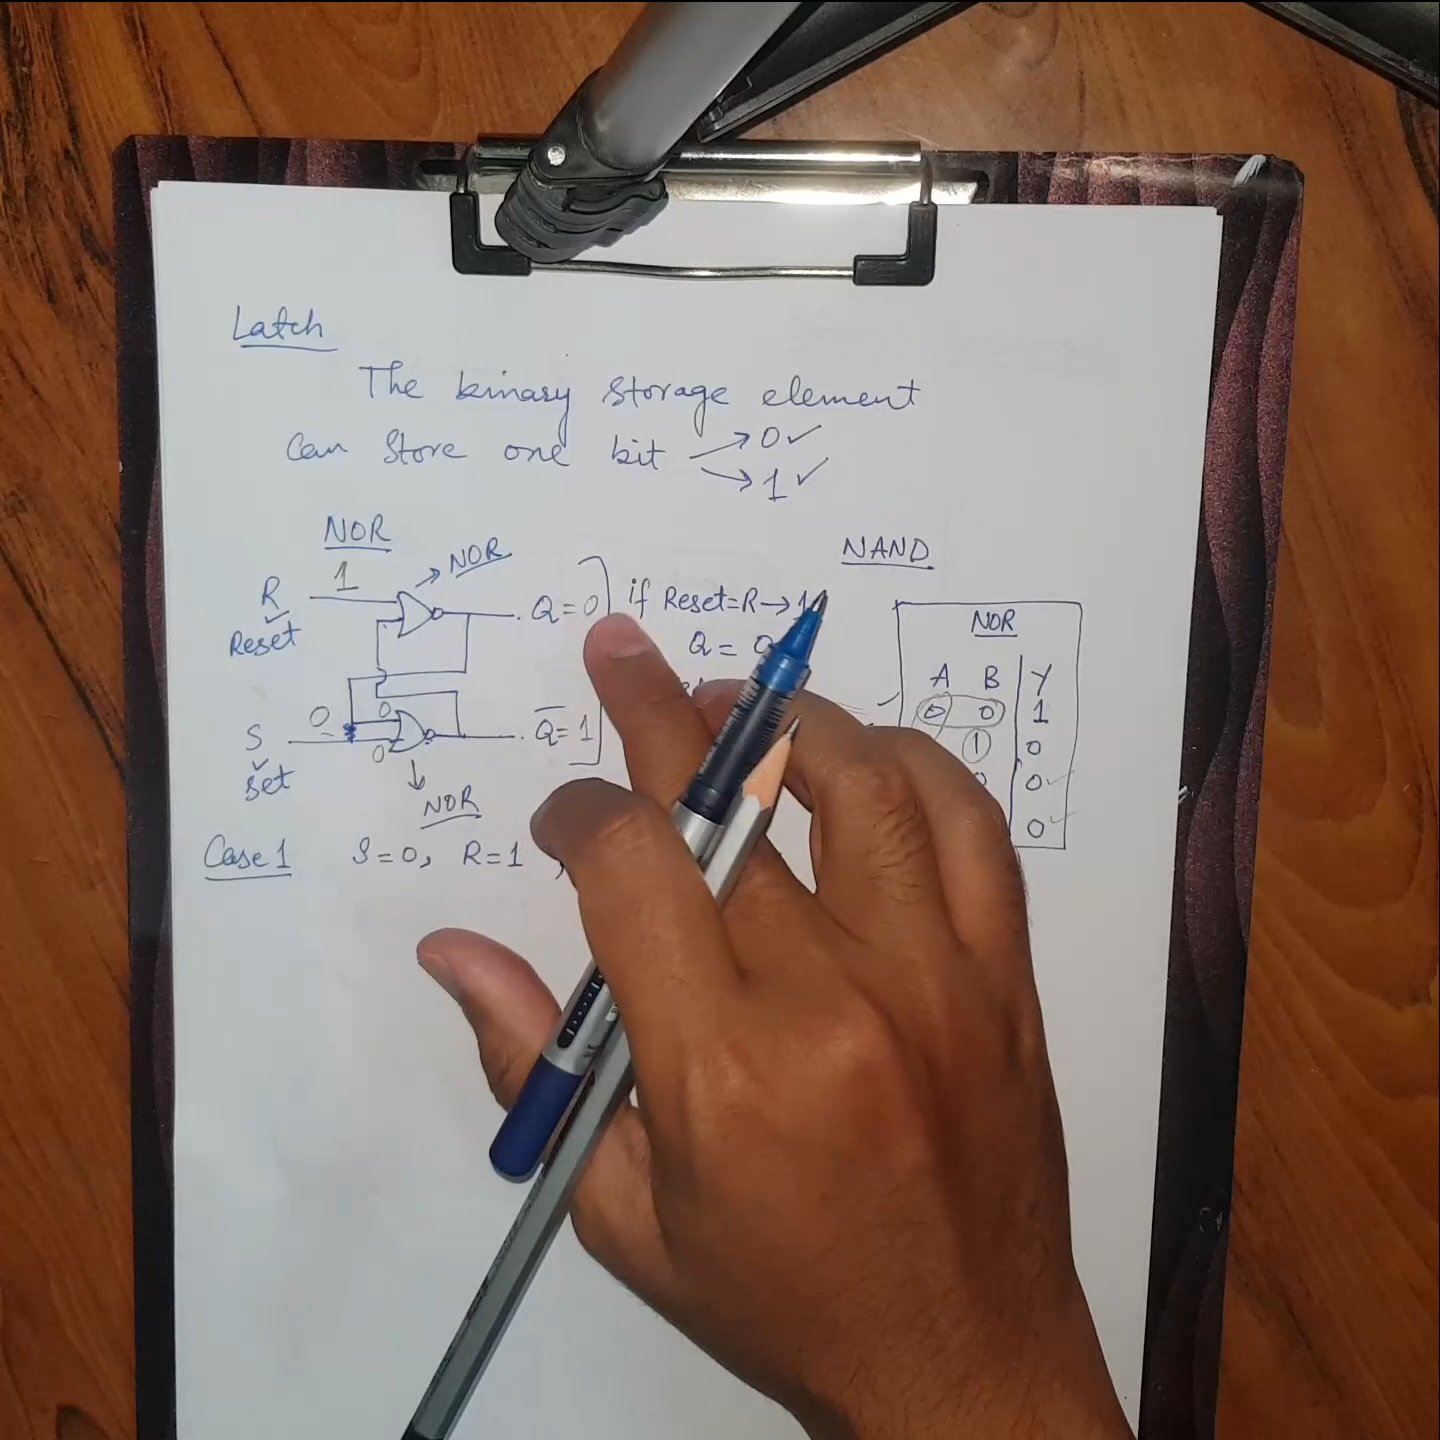 Latch
The binary storage element
Can Store one bit → 0 ✓
→ 1 ✓
NOR
→ NOR
NAND
R 1 Q = 0 if Reset=R→1
Reset Q = 0
S 0 0 Q̅ = 1
0
Set
↓
NOR
NOR
A B Y
0 0 1
1 0
0 0 ✓
0 ✓
Case 1 S=0, R=1 ,